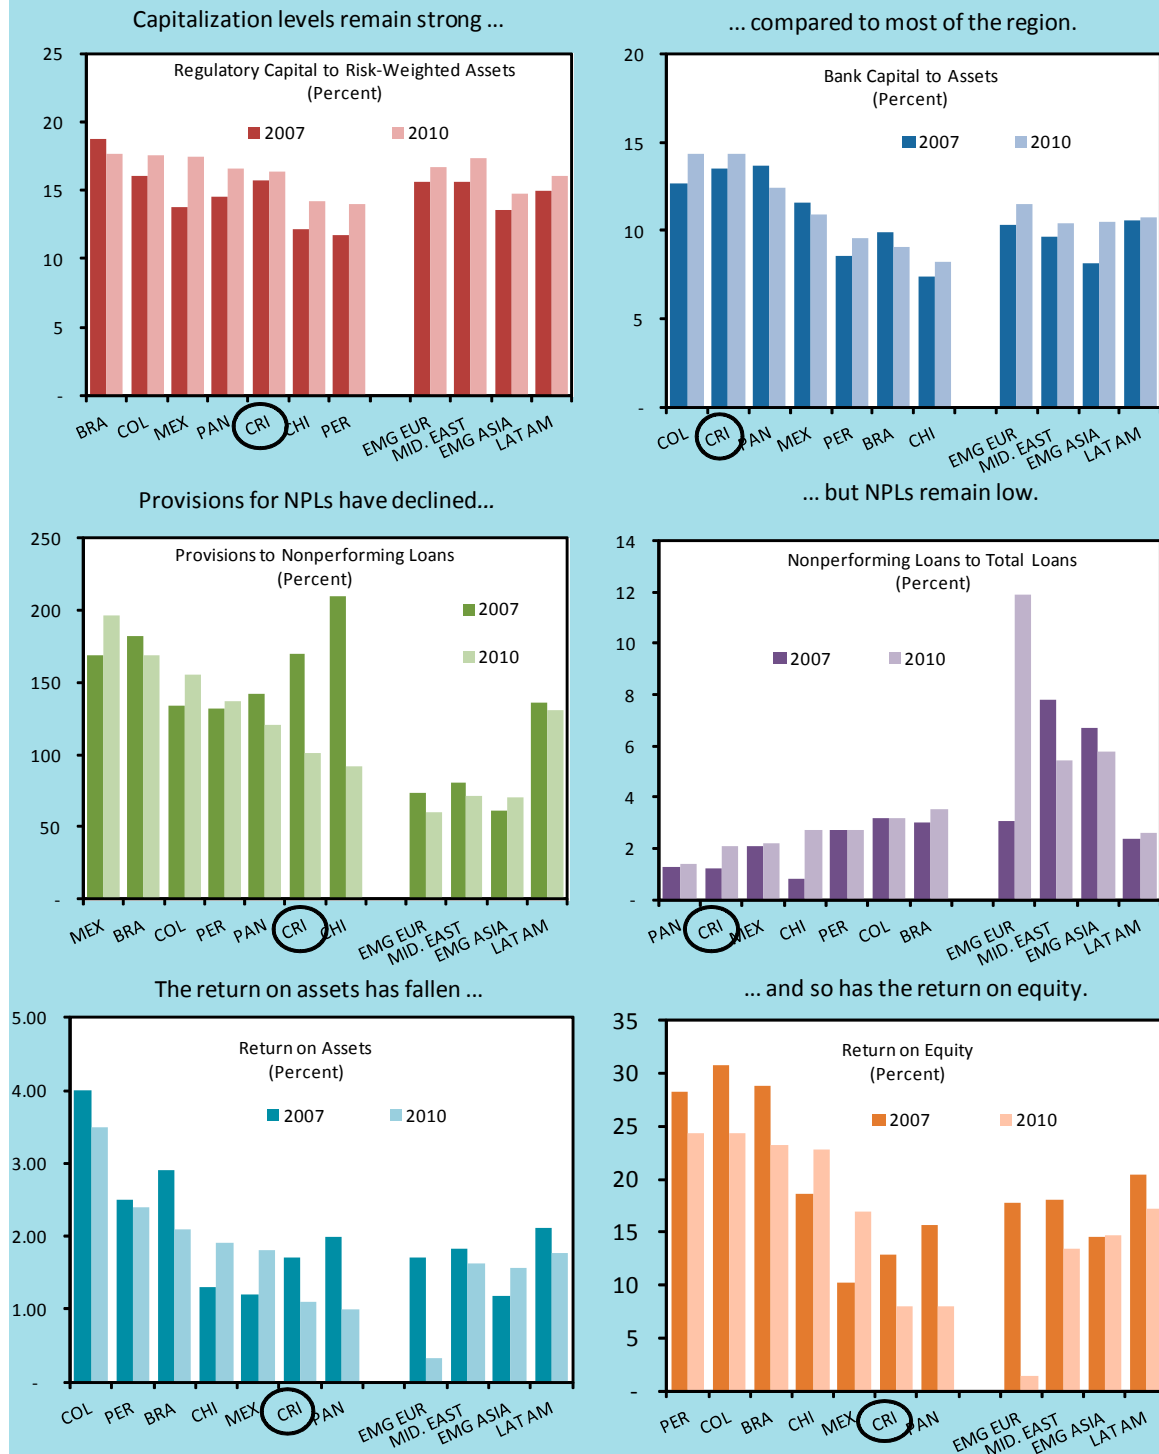 Capitalization levels remain strong ...
25
20
15
10
5
-
Regulatory Capital to Risk-Weighted Assets
(Percent)
2007
2010
BRA
COL
MEX
PAN
CRI
CHI
PER
EMG EUR
MID. EAST
EMG ASIA
LAT AM
... compared to most of the region.
20
15
10
5
-
Bank Capital to Assets
(Percent)
2007
2010
COL
CRI
PAN
MEX
PER
BRA
CHI
EMG EUR
MID. EAST
EMG ASIA
LAT AM
Provisions for NPLs have declined...
250
200
150
100
50
-
Provisions to Nonperforming Loans
(Percent)
2007
2010
MEX
BRA
COL
PER
PAN
CRI
CHI
EMG EUR
MID. EAST
EMG ASIA
LAT AM
... but NPLs remain low.
14
12
10
8
6
4
2
-
Nonperforming Loans to Total Loans
(Percent)
2007
2010
PAN
CRI
MEX
CHI
PER
COL
BRA
EMG EUR
MID. EAST
EMG ASIA
LAT AM
The return on assets has fallen ...
5.00
4.00
3.00
2.00
1.00
-
Return on Assets
(Percent)
2007
2010
COL
PER
BRA
CHI
MEX
CRI
PAN
EMG EUR
MID. EAST
EMG ASIA
LAT AM
... and so has the return on equity.
35
30
25
20
15
10
5
-
Return on Equity
(Percent)
2007
2010
PER
COL
BRA
CHI
MEX
CRI
PAN
EMG EUR
MID. EAST
EMG ASIA
LAT AM